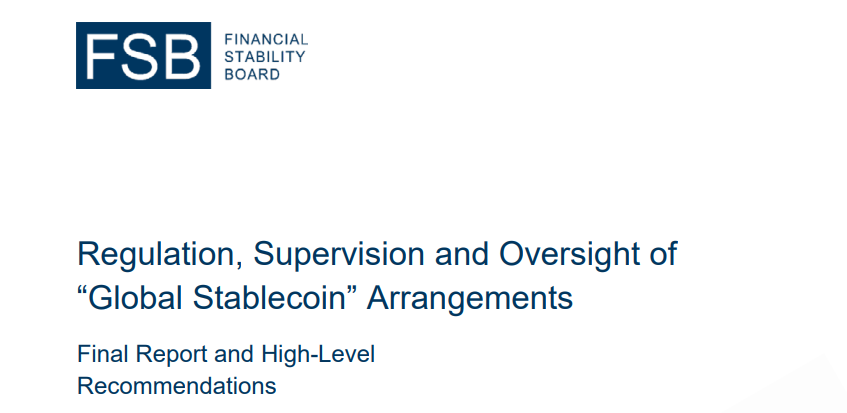 FSB
FINANCIAL
STABILITY
BOARD
Regulation, Supervision and Oversight of
“Global Stablecoin” Arrangements
Final Report and High-Level
Recommendations